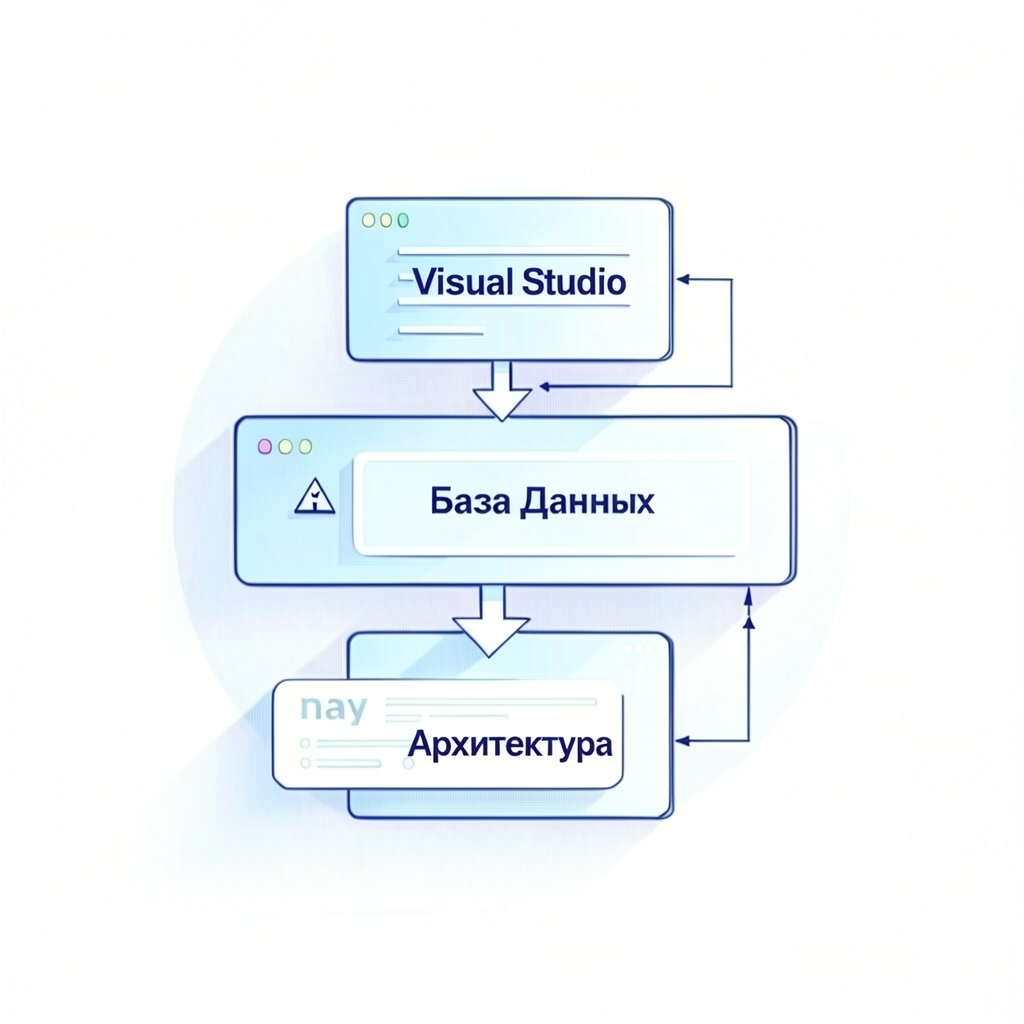 Visual Studio
База Данных
nay
Архитектура